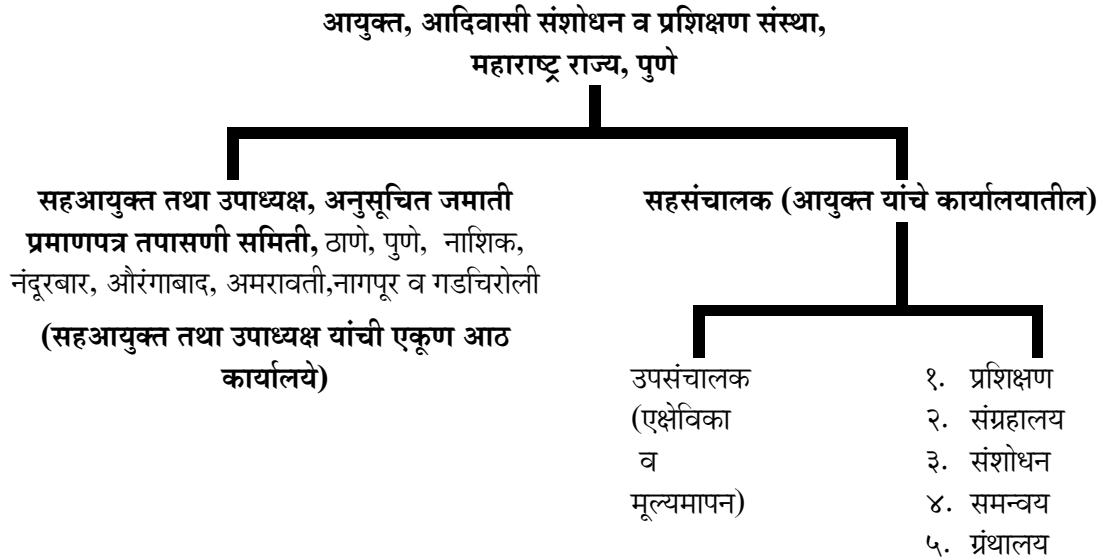 आयुक्त, आदिवासी संशोधन व प्रशिक्षण संस्था,
महाराष्ट्र राज्य, पुणे
सहआयुक्त तथा उपाध्यक्ष, अनुसूचित जमाती
प्रमाणपत्र तपासणी समिती, ठाणे, पुणे, नाशिक,
नंदूरबार, औरंगाबाद, अमरावती,नागपूर व गडचिरोली
(सहआयुक्त तथा उपाध्यक्ष यांची एकूण आठ
कार्यालये)
सहसंचालक (आयुक्त यांचे कार्यालयातील)
उपसंचालक
(एक्षेविका
व
मूल्यमापन)
१. प्रशिक्षण
२. संग्रहालय
३. संशोधन
४. समन्वय
५. ग्रंथालय